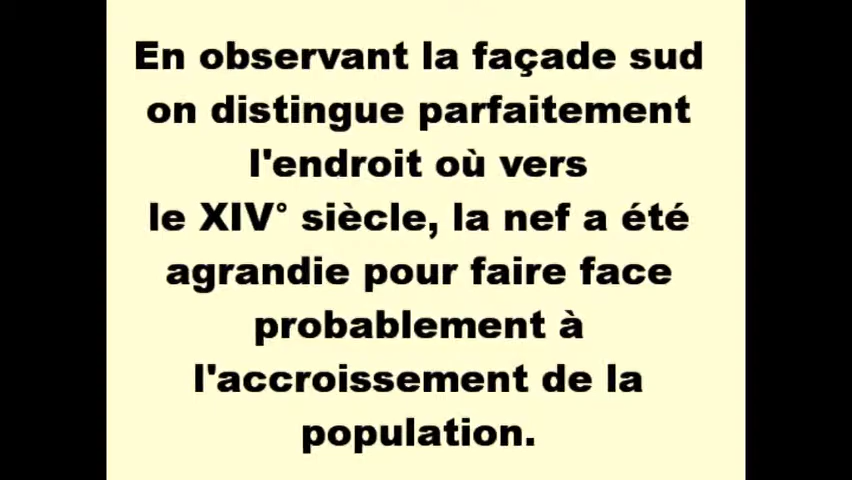 En observant la façade sud
on distingue parfaitement
l'endroit où vers
le XIV° siècle, la nef a été
agrandie pour faire face
probablement à
l'accroissement de la
population.